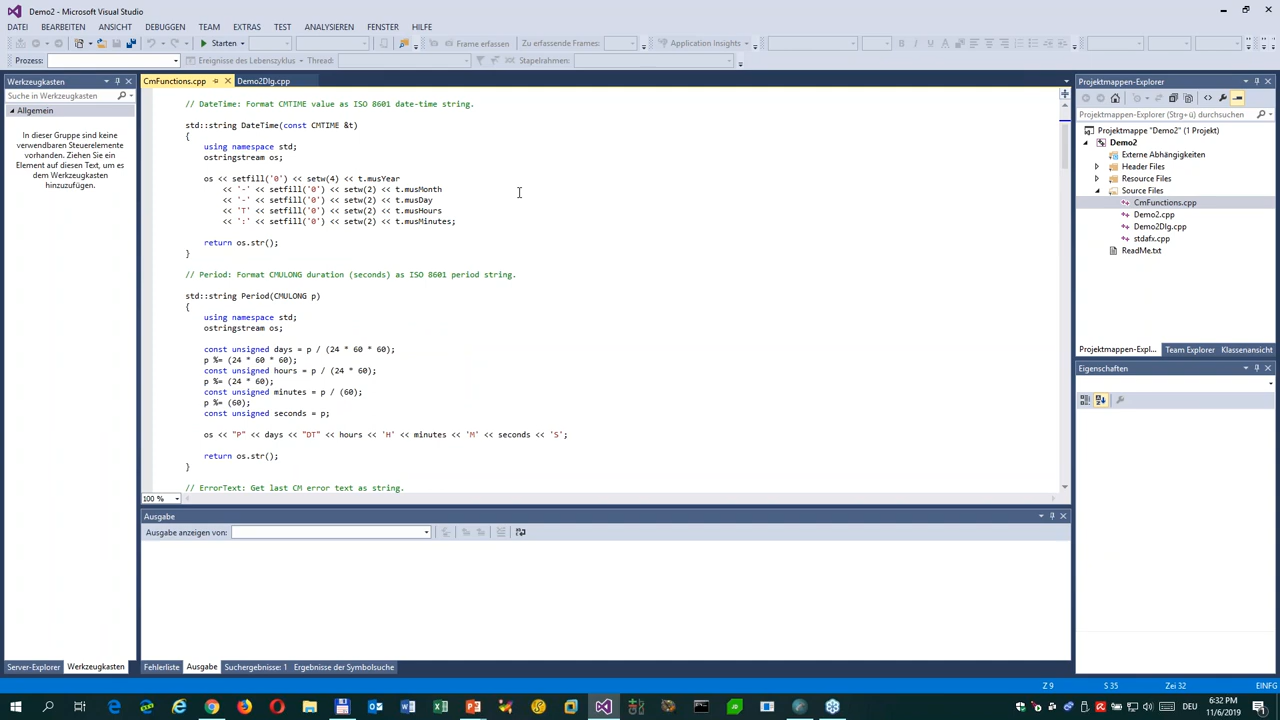 Demo2 - Microsoft Visual Studio
DATEI BEARBEITEN ANSICHT DEBUGGEN TEAM EXTRAS TEST ANALYSIEREN FENSTER HILFE
Starten Frame erfassen Zu erfassende Frames: Application Insights
Prozess: Ereignisse des Lebenszyklus Thread: Stapelrahmen:
Werkzeugkasten
Suche in Werkzeugkasten
Allgemein
In dieser Gruppe sind keine
verwendbaren Steuerelemente
vorhanden. Ziehen Sie ein
Element auf diesen Text, um es
dem Werkzeugkasten
hinzuzufügen.
Server-Explorer Werkzeugkasten
CmFunctions.cpp Demo2Dlg.cpp
// DateTime: Format CMTIME value as ISO 8601 date-time string.
std::string DateTime(const CMTIME &t)
{
using namespace std;
ostringstream os;
os << setfill('0') << setw(4) << t.musYear
<< '-' << setfill('0') << setw(2) << t.musMonth
<< '-' << setfill('0') << setw(2) << t.musDay
<< 'T' << setfill('0') << setw(2) << t.musHours
<< ':' << setfill('0') << setw(2) << t.musMinutes;
return os.str();
}
// Period: Format CMULONG duration (seconds) as ISO 8601 period string.
std::string Period(CMULONG p)
{
using namespace std;
ostringstream os;
const unsigned days = p / (24 * 60 * 60);
p %= (24 * 60 * 60);
const unsigned hours = p / (24 * 60);
p %= (24 * 60);
const unsigned minutes = p / (60);
p %= (60);
const unsigned seconds = p;
os << "P" << days << "DT" << hours << 'H' << minutes << 'M' << seconds << 'S';
return os.str();
}
// ErrorText: Get last CM error text as string.
100 %
Ausgabe
Ausgabe anzeigen von:
Fehlerliste Ausgabe Suchergebnisse: 1 Ergebnisse der Symbolsuche
Projektmappen-Explorer
Projektmappen-Explorer (Strg+ü) durchsuchen
Projektmappe "Demo2" (1 Projekt)
Demo2
Externe Abhängigkeiten
Header Files
Resource Files
Source Files
CmFunctions.cpp
Demo2.cpp
Demo2Dlg.cpp
stdafx.cpp
ReadMe.txt
Projektmappen-Expl... Team Explorer Klassenansicht
Eigenschaften
Z 9 S 35 Zei 32 EINFG
DEU 6:32 PM
11/6/2019